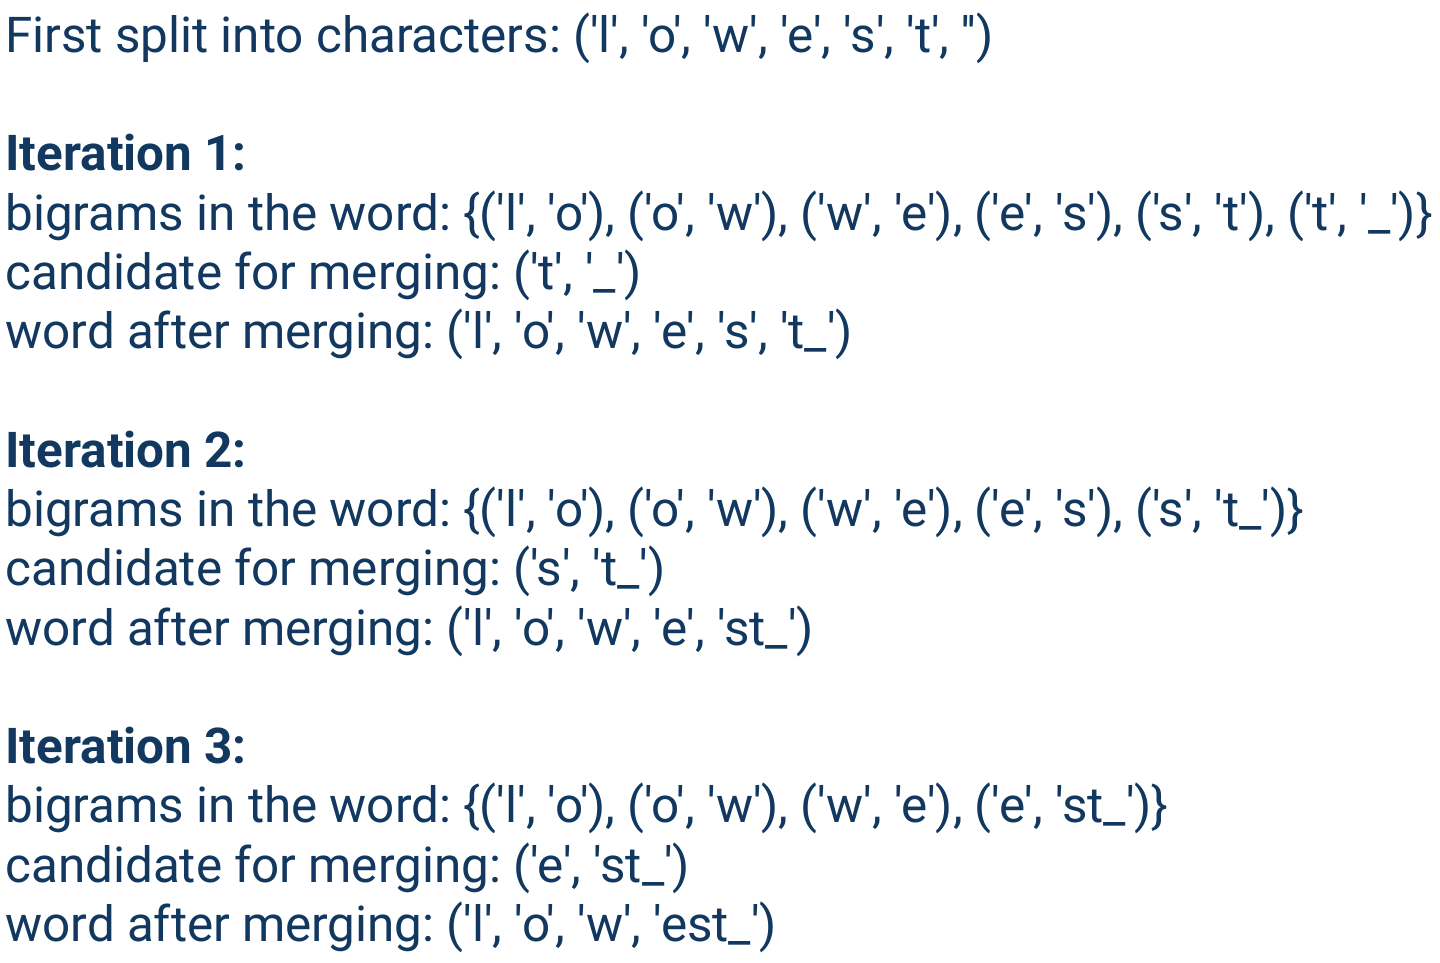 First split into characters: ('l', 'o', 'w', 'e', 's', 't', '')
Iteration 1:
bigrams in the word: {('l', 'o'), ('o', 'w'), ('w', 'e'), ('e', 's'), ('s', 't'), ('t', '_')}
candidate for merging: ('t', '_')
word after merging: ('l', 'o', 'w', 'e', 's', 't_')
Iteration 2:
bigrams in the word: {('l', 'o'), ('o', 'w'), ('w', 'e'), ('e', 's'), ('s', 't_')}
candidate for merging: ('s', 't_')
word after merging: ('l', 'o', 'w', 'e', 'st_')
Iteration 3:
bigrams in the word: {('l', 'o'), ('o', 'w'), ('w', 'e'), ('e', 'st_')}
candidate for merging: ('e', 'st_')
word after merging: ('l', 'o', 'w', 'est_')